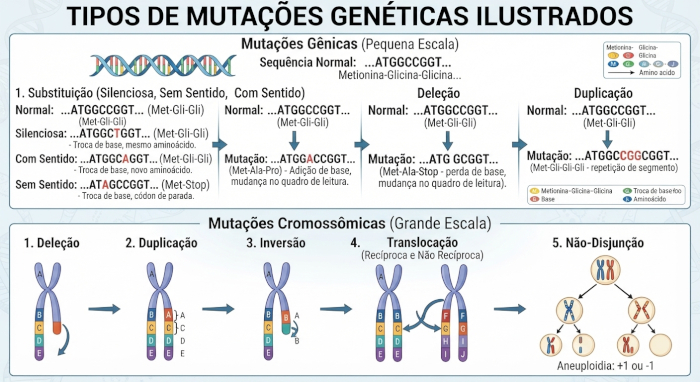 TIPOS DE MUTAÇÕES GENÉTICAS ILUSTRADOS
Mutações Gênicas (Pequena Escala)
Sequência Normal: ...ATGGCCGGT...
Metionina-Glicina-Glicina...
Metionina- Glicina-
Glicina Glicina
Amino acido
1. Substituição (Silenciosa, Sem Sentido, Com Sentido)
Normal: ...ATGGCCGGT... (Met-Gli-Gli)
(Met-Gli-Gli)
Silenciosa: ...ATGGCTGGT... (Met-Gli-Gli)
- Troca de base, mesmo aminoácido.
Com Sentido: ...ATGGCAGGT... (Met-Gli-Gli)
- Troca de base, novo aminoácido.
Sem Sentido: ...ATAGCCGGT... (Met-Stop)
- Troca de base, códon de parada.
Normal: ...ATGGCCGGT...
(Met-Gli-Gli)
Mutação: ...ATGGACCGGT...
(Met-Ala-Pro) - Adição de base,
mudança no quadro de leitura.
Deleção
Normal: ...ATGGCCGGT...
(Met-Gli-Gli)
Mutação: ...ATG GCGGT...
(Met-Ala-Stop - perda de base,
mudança no quadro de leitura).
Duplicação
Normal: ...ATGGCCGGT...
(Met-Gli-Gli)
Mutação: ...ATGGCCGGCGGT...
(Met-Gli-Gli-Gli - repetição de segmento)
Metionina-Glicina-Glicina
Base
Troca de base
Aminoácido
Mutações Cromossômicas (Grande Escala)
1. Deleção
A
B
C
D
E
2. Duplicação
A
B A A
C C C
D D D
E E E
3. Inversão
A
B B A
C B
D
E
4. Translocação
(Recíproca e Não Recíproca)
A
B B F F
C C G G
D D H I
E E I J
5. Não-Disjunção
Aneuploidia: +1 ou -1